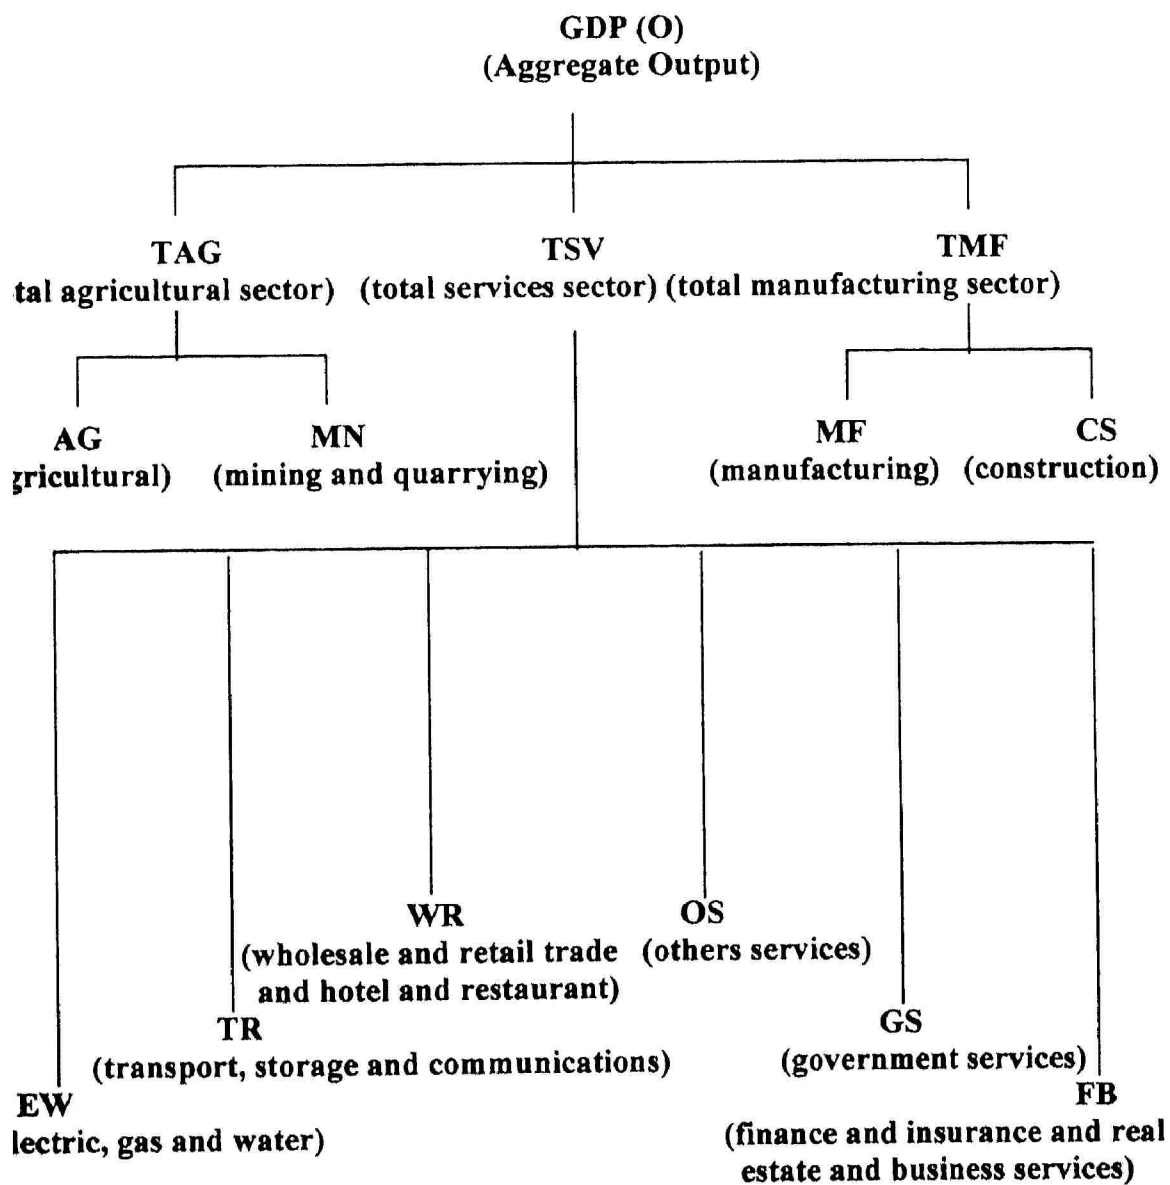 GDP (O)
(Aggregate Output)
TAG
tal agricultural sector)
TSV
(total services sector)
TMF
(total manufacturing sector)
AG
gricultural)
MN
(mining and quarrying)
MF
(manufacturing)
CS
(construction)
WR
(wholesale and retail trade
and hotel and restaurant)
OS
(others services)
TR
(transport, storage and communications)
GS
(government services)
EW
lectric, gas and water)
FB
(finance and insurance and real
estate and business services)